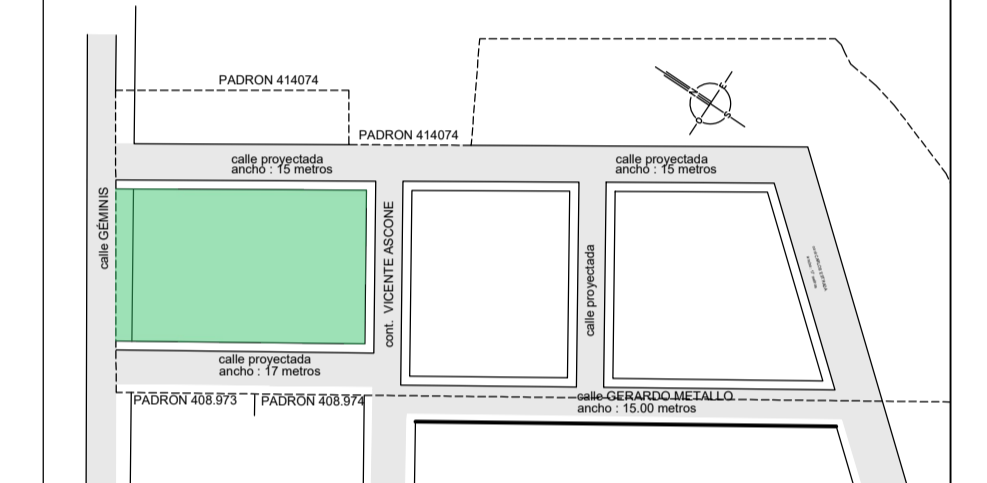 PADRON 414074
PADRON 414074
N
E
S
O
calle proyectada
ancho : 15 metros
calle proyectada
ancho : 15 metros
calle GÉMINIS
cont. VICENTE ASCONE
calle proyectada
calle proyectada
ancho : 17 metros
PADRON 408.973
PADRON 408.974
calle GERARDO METALLO
ancho : 15.00 metros